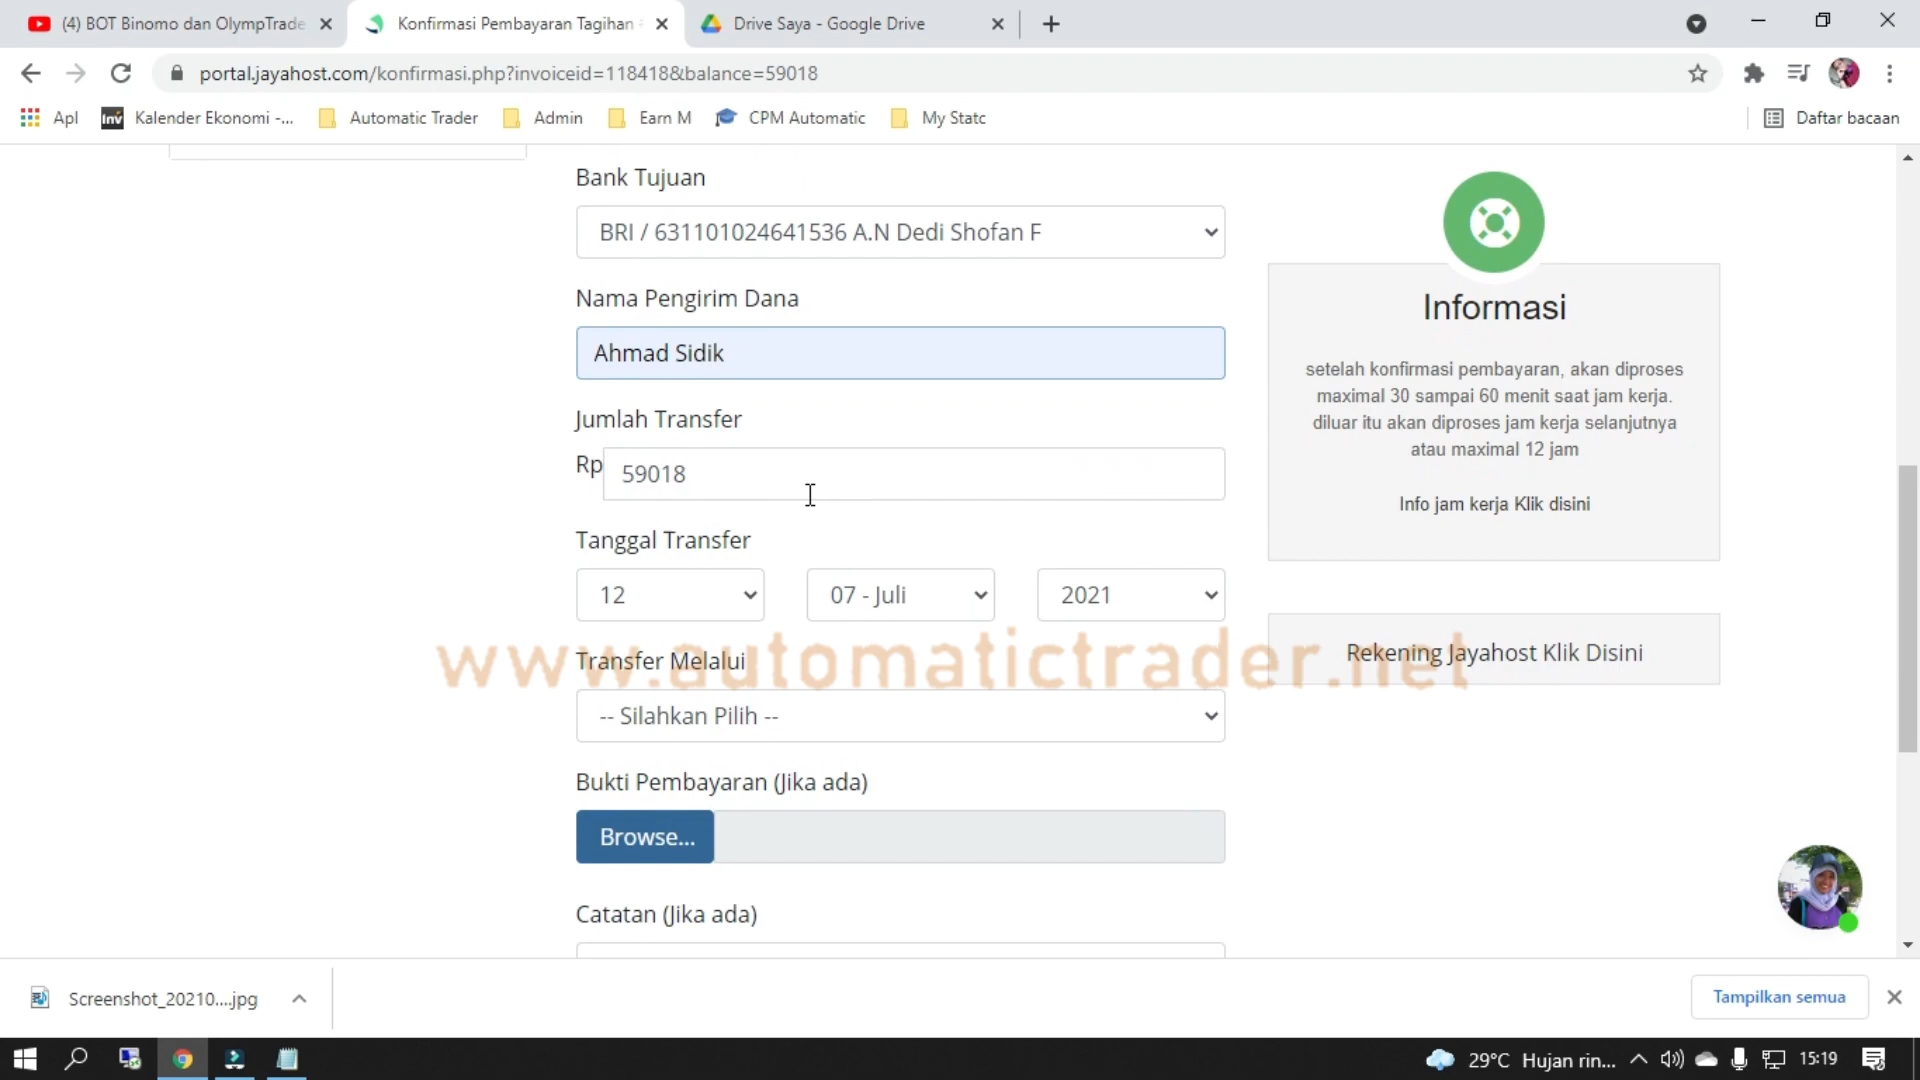 (4) BOT Binomo dan OlympTrade
Konfirmasi Pembayaran Tagihan
Drive Saya - Google Drive
portal.jayahost.com/konfirmasi.php?invoiceid=118418&balance=59018
Apl
Inv
Kalender Ekonomi -...
Automatic Trader
Admin
Earn M
CPM Automatic
My Statc
Daftar bacaan
Bank Tujuan
BRI / 631101024641536 A.N Dedi Shofan F
Nama Pengirim Dana
Ahmad Sidik
Jumlah Transfer
Rp 59018
Tanggal Transfer
12
07 - Juli
2021
Transfer Melalui
-- Silahkan Pilih --
Bukti Pembayaran (Jika ada)
Browse...
Catatan (Jika ada)
Informasi
setelah konfirmasi pembayaran, akan diproses
maximal 30 sampai 60 menit saat jam kerja.
diluar itu akan diproses jam kerja selanjutnya
atau maximal 12 jam
Info jam kerja Klik disini
Rekening Jayahost Klik Disini
www.automatictrader.net
Screenshot_20210....jpg
Tampilkan semua
29°C Hujan rin...
15:19